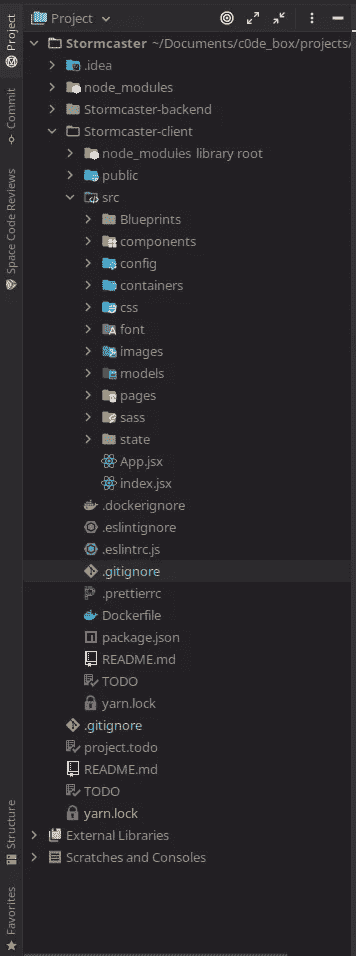 Project
Stormcaster ~/Documents/c0de_box/projects/
.idea
node_modules
Stormcaster-backend
Stormcaster-client
node_modules library root
public
src
Blueprints
components
config
containers
css
font
images
models
pages
sass
state
App.jsx
index.jsx
.dockerignore
.eslintignore
.eslintrc.js
.gitignore
.prettierrc
Dockerfile
package.json
README.md
TODO
yarn.lock
.gitignore
project.todo
README.md
TODO
yarn.lock
External Libraries
Scratches and Consoles
Project
Commit
Space Code Reviews
Structure
Favorites